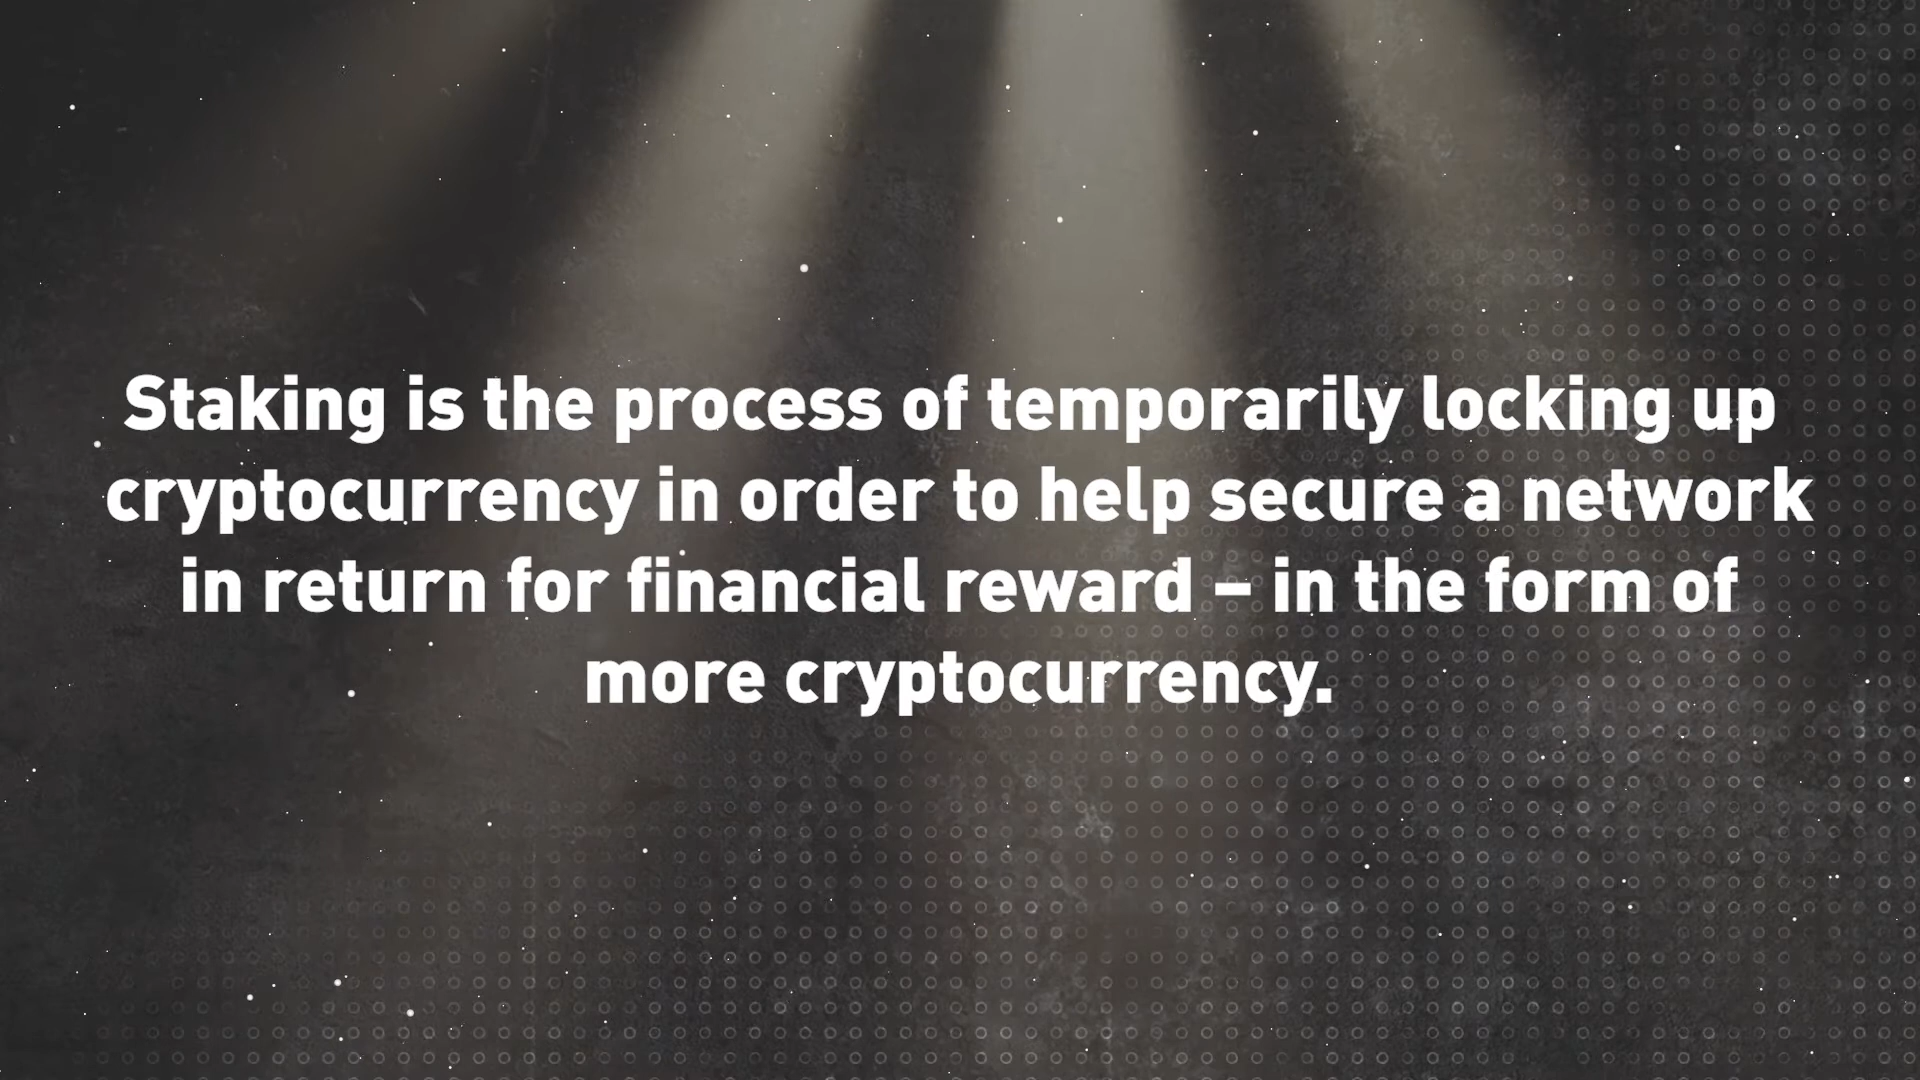 Staking is the process of temporarily locking up
cryptocurrency in order to help secure a network
in return for financial reward – in the form of
more cryptocurrency.